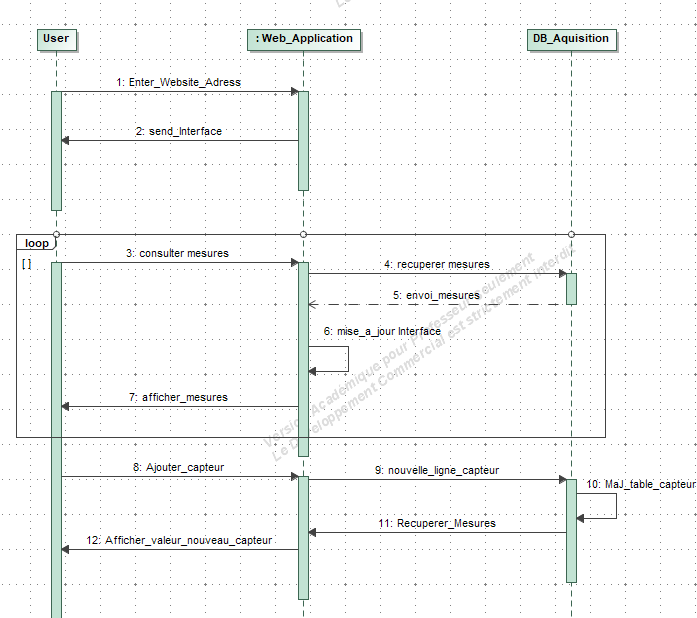 User
: Web_Application
DB_Aquisition
1: Enter_Website_Adress
2: send_Interface
loop
[ ]
3: consulter mesures
4: recuperer mesures
5: envoi_mesures
6: mise_a_jour Interface
7: afficher_mesures
Version Académique pour Professeur seulement
Le Développement Commercial est strictement interdit
8: Ajouter_capteur
9: nouvelle_ligne_capteur
10: MaJ_table_capteur
11: Recuperer_Mesures
12: Afficher_valeur_nouveau_capteur